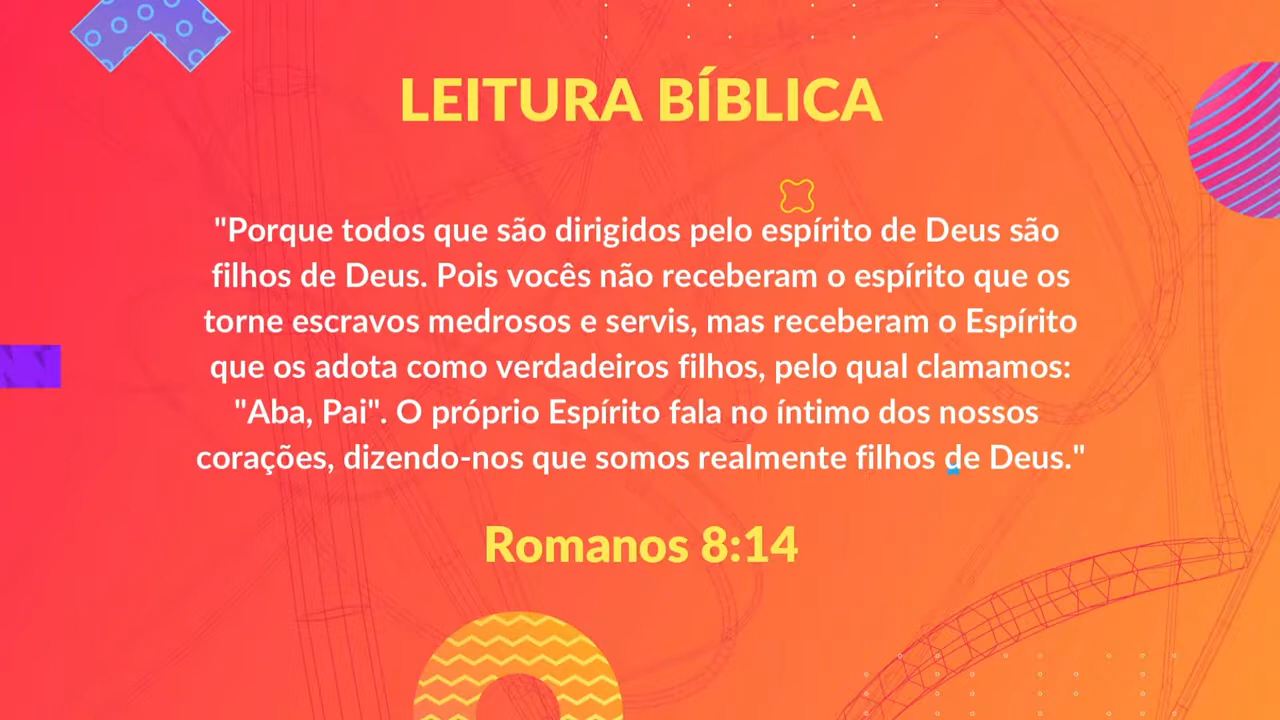 LEITURA BÍBLICA
"Porque todos que são dirigidos pelo espírito de Deus são
filhos de Deus. Pois vocês não receberam o espírito que os
torne escravos medrosos e servis, mas receberam o Espírito
que os adota como verdadeiros filhos, pelo qual clamamos:
"Aba, Pai". O próprio Espírito fala no íntimo dos nossos
corações, dizendo-nos que somos realmente filhos de Deus."
Romanos 8:14